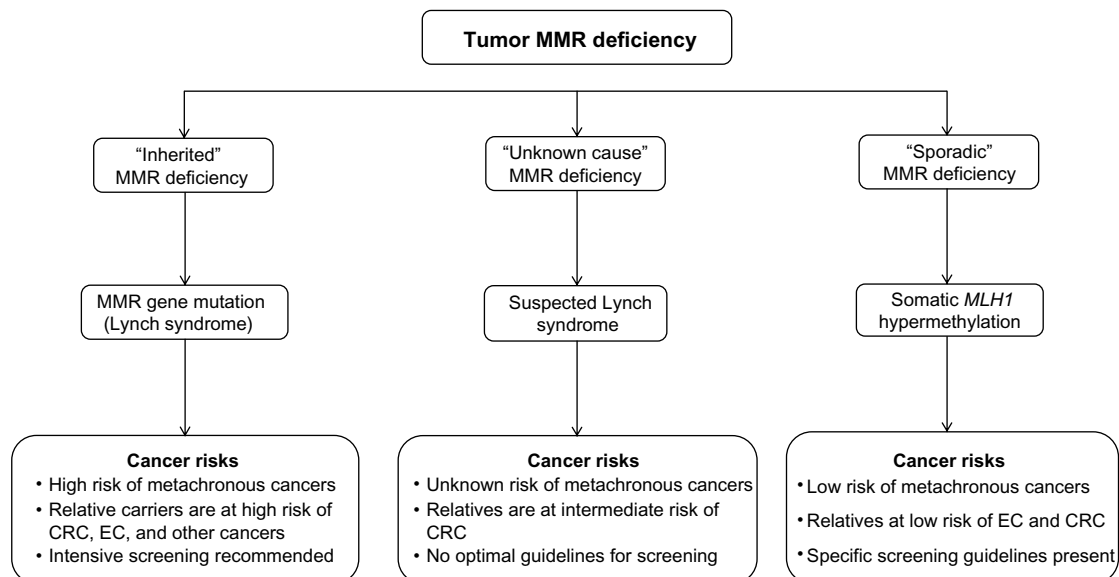 Tumor MMR deficiency
“Inherited”
MMR deficiency
“Unknown cause”
MMR deficiency
“Sporadic”
MMR deficiency
MMR gene mutation
(Lynch syndrome)
Suspected Lynch
syndrome
Somatic MLH1
hypermethylation
Cancer risks
• High risk of metachronous cancers
• Relative carriers are at high risk of
CRC, EC, and other cancers
• Intensive screening recommended
Cancer risks
• Unknown risk of metachronous cancers
• Relatives are at intermediate risk of
CRC
• No optimal guidelines for screening
Cancer risks
• Low risk of metachronous cancers
• Relatives at low risk of EC and CRC
• Specific screening guidelines present